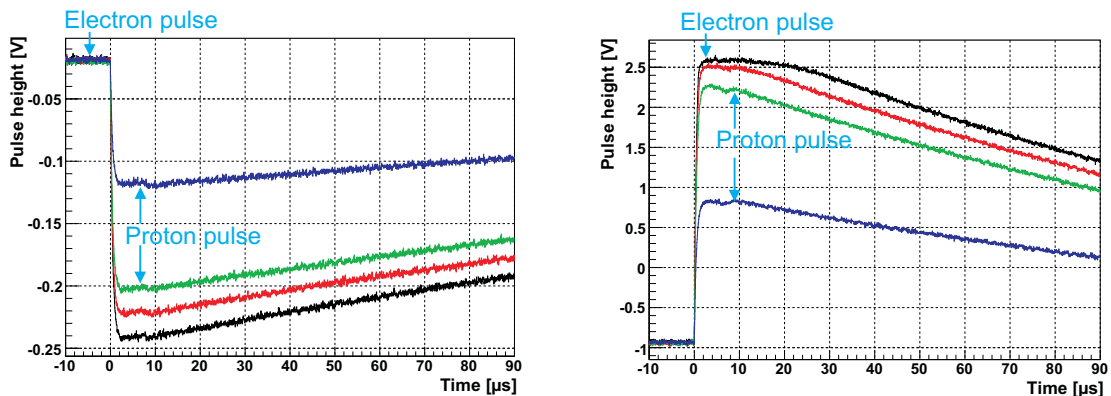 Electron pulse
Pulse height [V]
-0.05
-0.1
Proton pulse
-0.15
-0.2
-0.25
-10 0 10 20 30 40 50 60 70 80 90
Time [µs]
Electron pulse
Pulse height [V]
2.5
2
Proton pulse
1.5
1
0.5
0
-0.5
-1
-10 0 10 20 30 40 50 60 70 80 90
Time [µs]